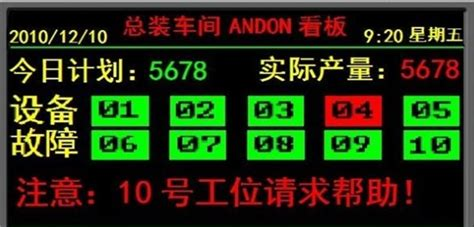 总装车间 ANDON 看板
2010/12/10 9:20 星期五
今日计划：5678 实际产量：5678
设备 01 02 03 04 05
故障 06 07 08 09 10
注意：10 号工位请求帮助！